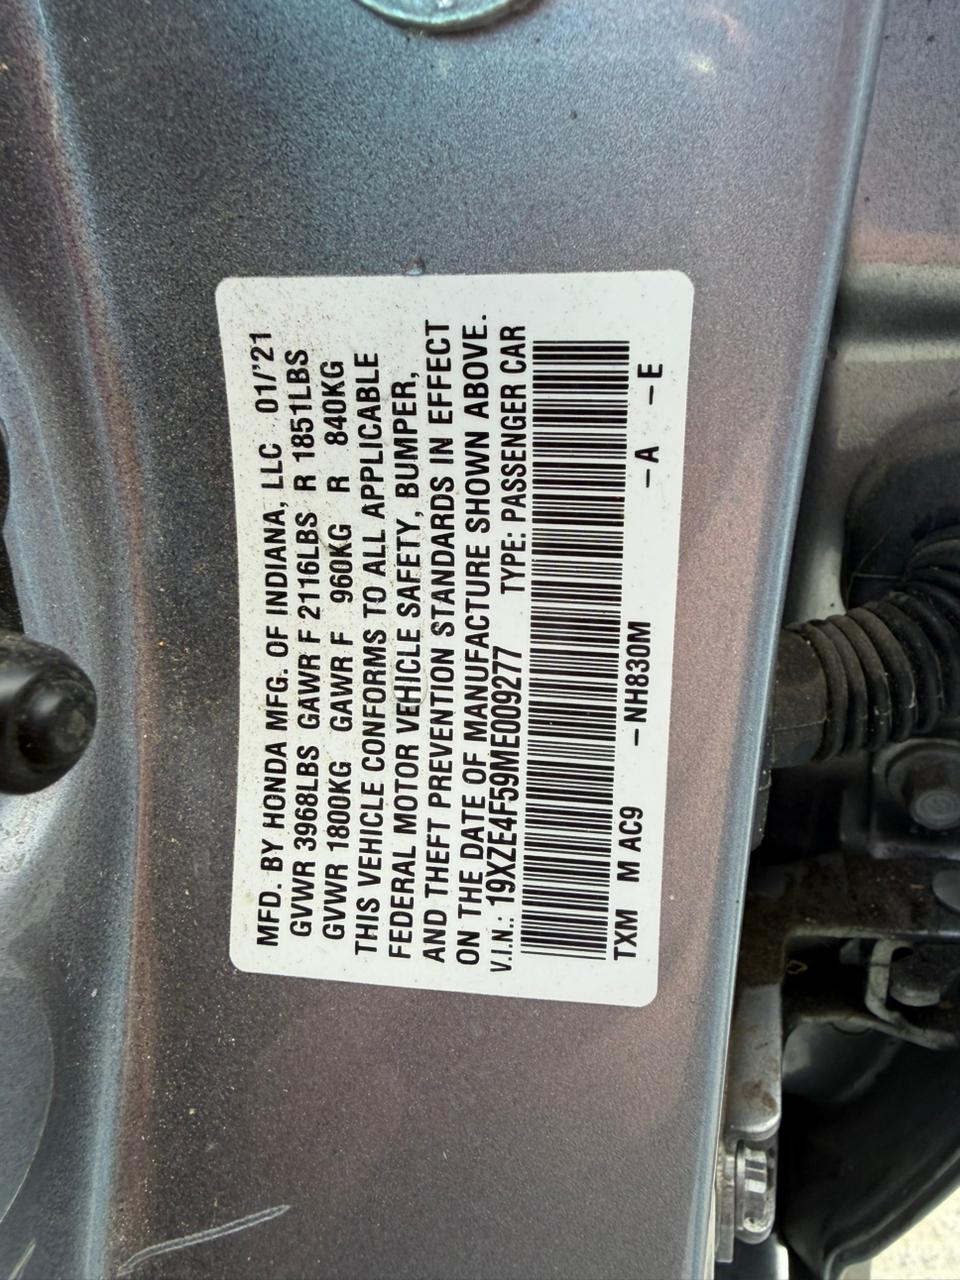 MFD. BY HONDA MFG. OF INDIANA, LLC 01/'21
GVWR 3968LBS GAWR F 2116LBS R 1851LBS
GVWR 1800KG GAWR F 960KG R 840KG
THIS VEHICLE CONFORMS TO ALL APPLICABLE
FEDERAL MOTOR VEHICLE SAFETY, BUMPER,
AND THEFT PREVENTION STANDARDS IN EFFECT
ON THE DATE OF MANUFACTURE SHOWN ABOVE.
V.I.N.: 19XZE4F59ME009277 TYPE: PASSENGER CAR
TXM M AC9 -NH830M -A -E